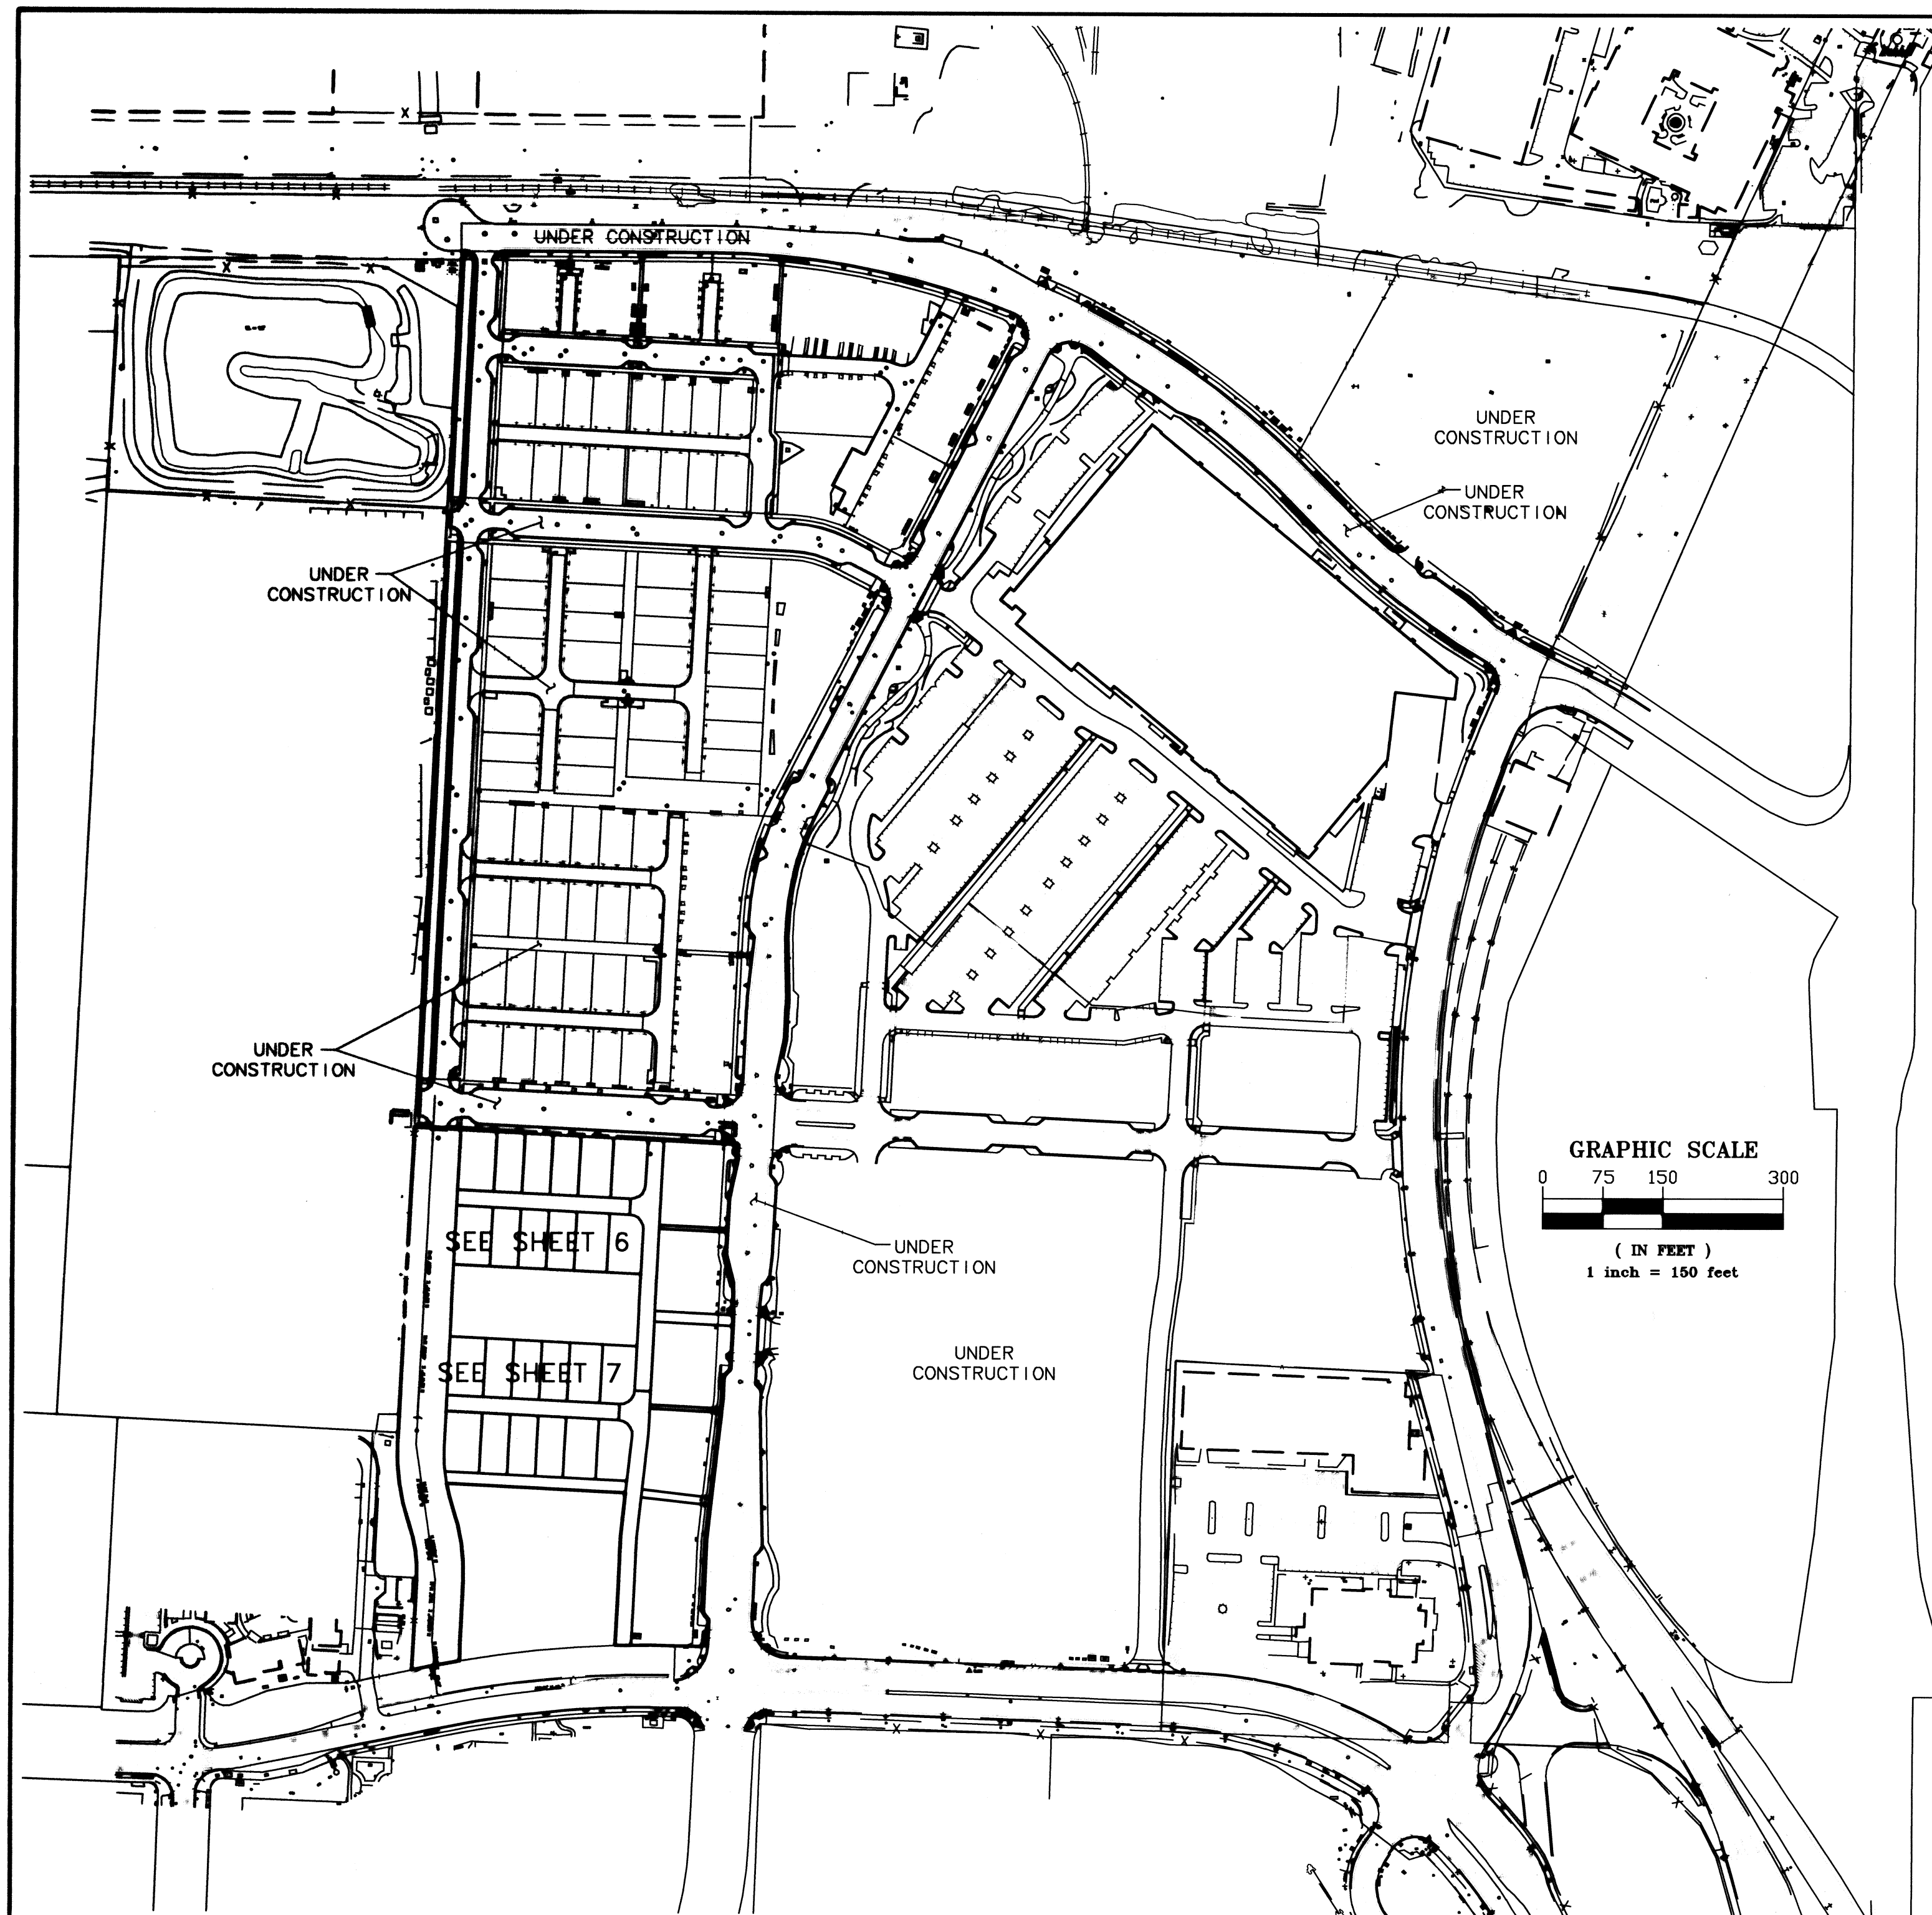 UNDER CONSTRUCTION
UNDER
CONSTRUCTION
UNDER
CONSTRUCTION
UNDER
CONSTRUCTION
UNDER
CONSTRUCTION
GRAPHIC SCALE
0 75 150 300
( IN FEET )
1 inch = 150 feet
SEE SHEET 6
UNDER
CONSTRUCTION
UNDER
CONSTRUCTION
SEE SHEET 7